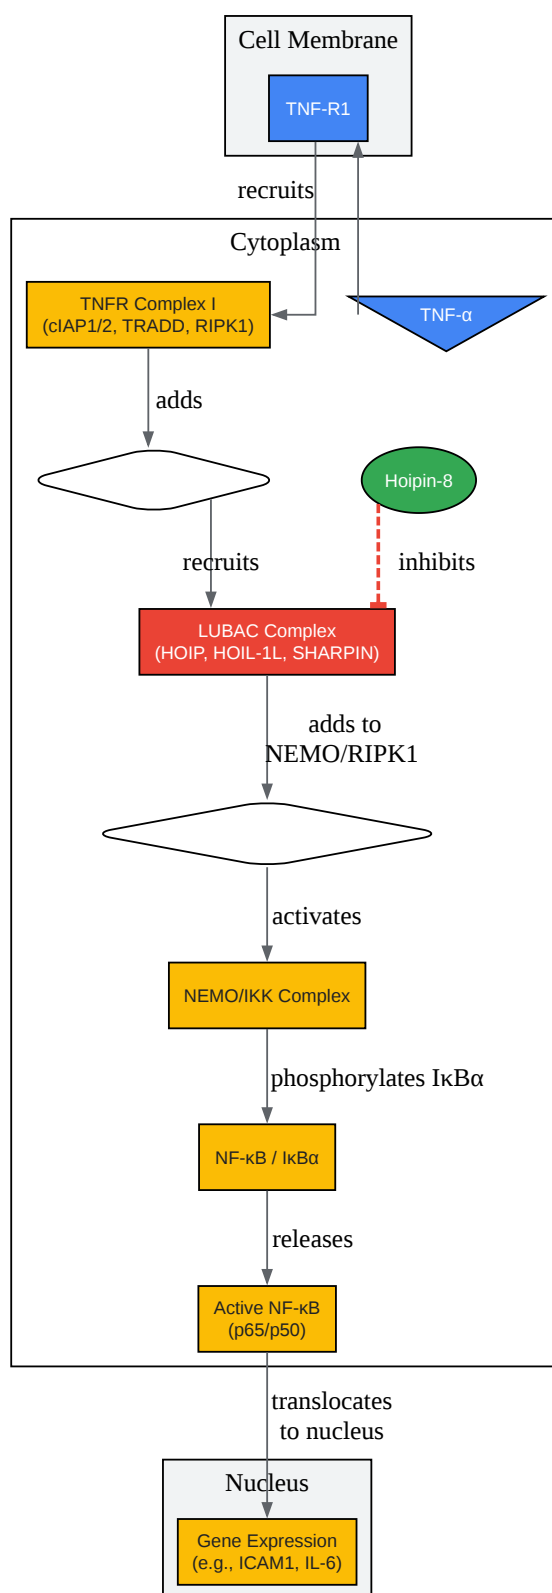 Cell Membrane
TNF-R1
recruits
Cytoplasm
TNFR Complex I
(cIAP1/2, TRADD, RIPK1)
TNF-α
adds
Hoipin-8
recruits
inhibits
LUBAC Complex
(HOIP, HOIL-1L, SHARPIN)
adds to
NEMO/RIPK1
activates
NEMO/IKK Complex
phosphorylates IκBα
NF-κB / IκBα
releases
Active NF-κB
(p65/p50)
translocates
to nucleus
Nucleus
Gene Expression
(e.g., ICAM1, IL-6)